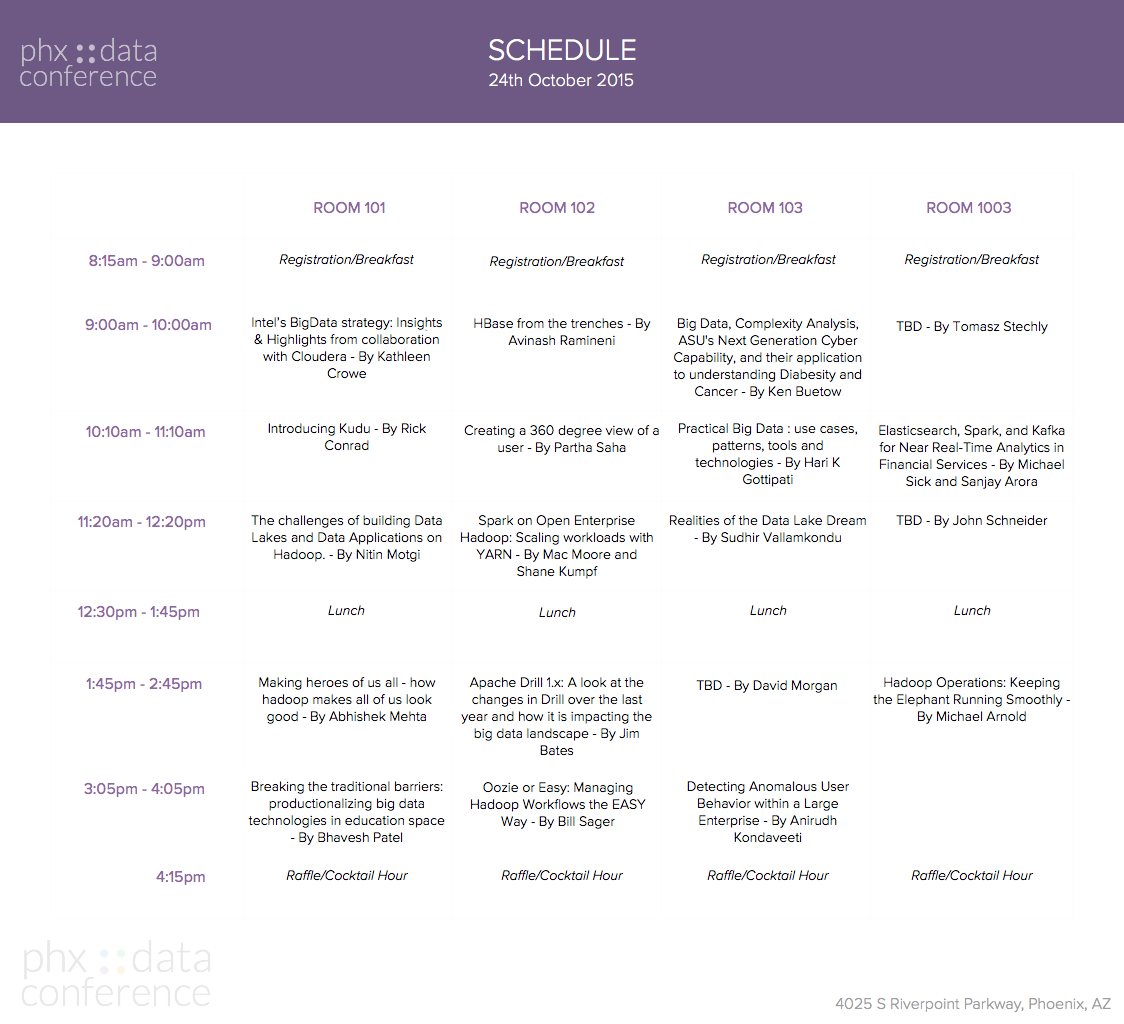 phx :: data
conference
SCHEDULE
24th October 2015
ROOM 101
ROOM 102
ROOM 103
ROOM 1003
8:15am - 9:00am
Registration/Breakfast
Registration/Breakfast
Registration/Breakfast
Registration/Breakfast
9:00am - 10:00am
Intel's BigData strategy: Insights
& Highlights from collaboration
with Cloudera - By Kathleen
Crowe
HBase from the trenches - By
Avinash Ramineni
Big Data, Complexity Analysis,
ASU's Next Generation Cyber
Capability, and their application
to understanding Diabesity and
Cancer - By Ken Buetow
TBD - By Tomasz Stechly
10:10am - 11:10am
Introducing Kudu - By Rick
Conrad
Creating a 360 degree view of a
user - By Partha Saha
Practical Big Data : use cases,
patterns, tools and
technologies - By Hari K
Gottipati
Elasticsearch, Spark, and Kafka
for Near Real-Time Analytics in
Financial Services - By Michael
Sick and Sanjay Arora
11:20am - 12:20pm
The challenges of building Data
Lakes and Data Applications on
Hadoop. - By Nitin Motgi
Spark on Open Enterprise
Hadoop: Scaling workloads with
YARN - By Mac Moore and
Shane Kumpf
Realities of the Data Lake Dream
- By Sudhir Vallamkondu
TBD - By John Schneider
12:30pm - 1:45pm
Lunch
Lunch
Lunch
Lunch
1:45pm - 2:45pm
Making heroes of us all - how
hadoop makes all of us look
good - By Abhishek Mehta
Apache Drill 1.x: A look at the
changes in Drill over the last
year and how it is impacting the
big data landscape - By Jim
Bates
TBD - By David Morgan
Hadoop Operations: Keeping
the Elephant Running Smoothly -
By Michael Arnold
3:05pm - 4:05pm
Breaking the traditional barriers:
productionalizing big data
technologies in education space
- By Bhavesh Patel
Oozie or Easy: Managing
Hadoop Workflows the EASY
Way - By Bill Sager
Detecting Anomalous User
Behavior within a Large
Enterprise - By Anirudh
Kondaveeti
4:15pm
Raffle/Cocktail Hour
Raffle/Cocktail Hour
Raffle/Cocktail Hour
Raffle/Cocktail Hour
phx :: data
conference
4025 S Riverpoint Parkway, Phoenix, AZ